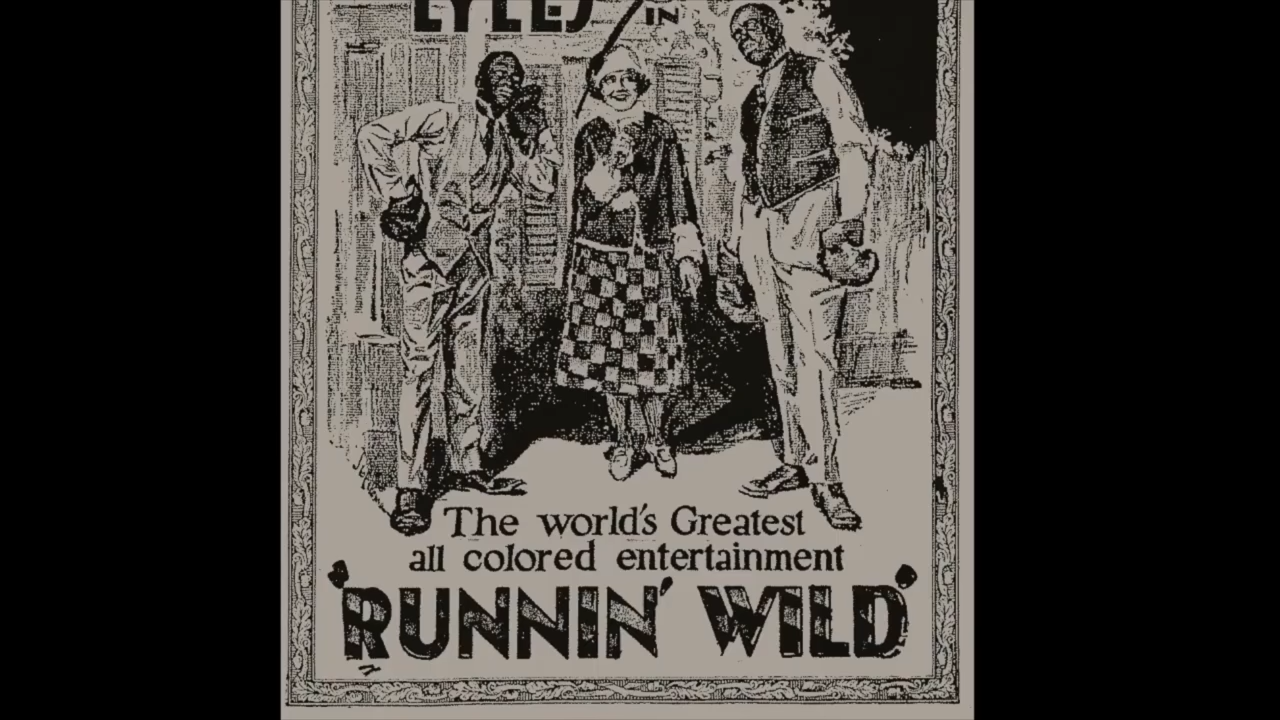 LYLES IN
The world's Greatest
all colored entertainment
'RUNNIN' WILD'